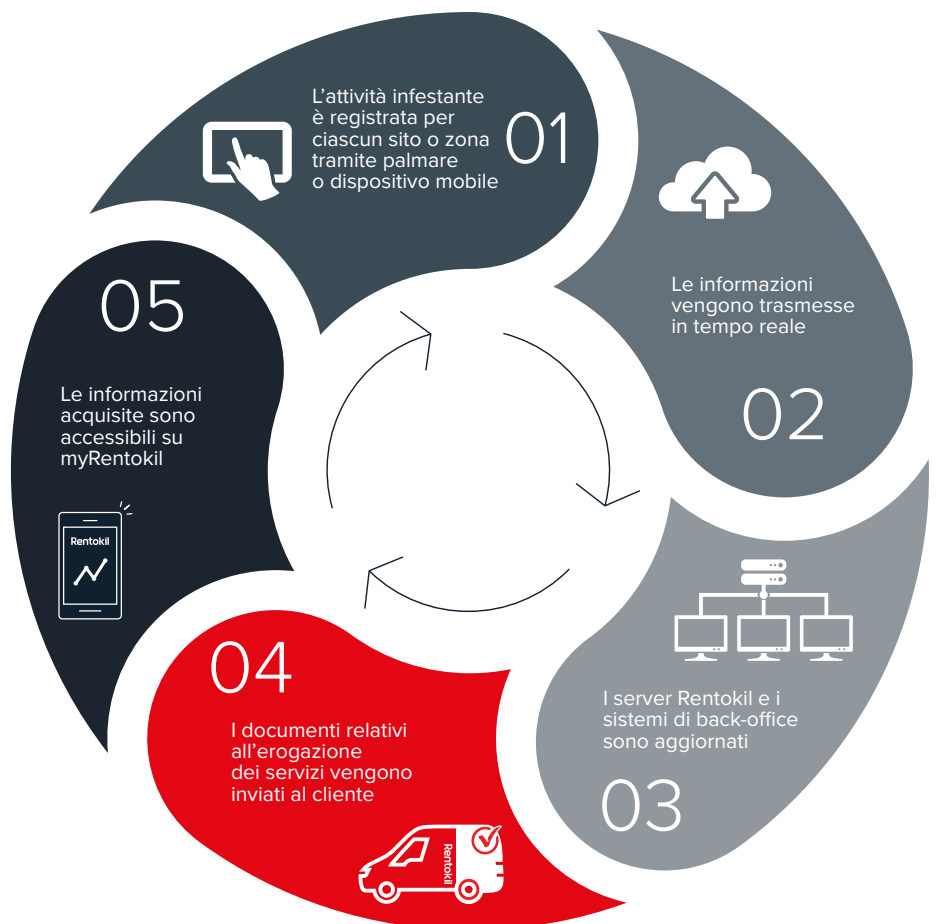 L'attività infestante
è registrata per
ciascun sito o zona
tramite palmare
o dispositivo mobile
01
Le informazioni
vengono trasmesse
in tempo reale
02
I server Rentokil e i
sistemi di back-office
sono aggiornati
03
04
I documenti relativi
all'erogazione
dei servizi vengono
inviati al cliente
Rentokil
05
Le informazioni
acquisite sono
accessibili su
myRentokil
Rentokil